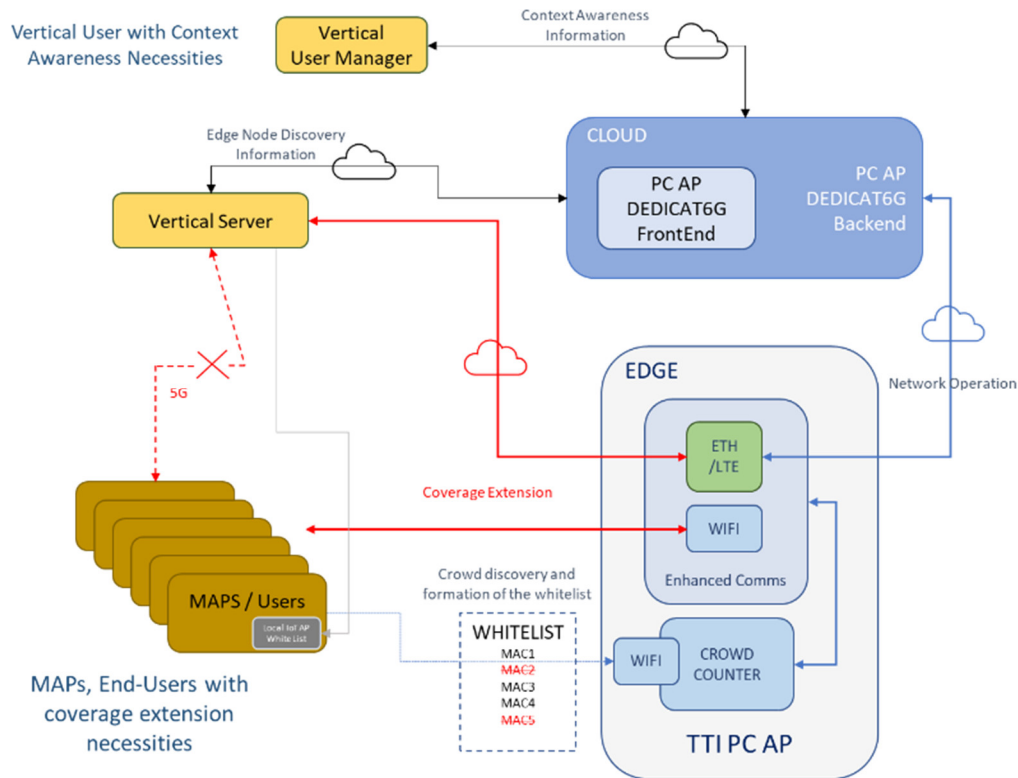 Vertical User with Context
Awareness Necessities
Vertical
User Manager
Context Awareness
Information
Edge Node Discovery
Information
CLOUD
PC AP
DEDICAT6G
FrontEnd
PC AP
DEDICAT6G
Backend
Vertical Server
5G
EDGE
Network Operation
ETH
/LTE
Coverage Extension
WIFI
Enhanced Comms
Crowd discovery and
formation of the whitelist
MAPS / Users
Local IoT AP
White List
WHITELIST
MAC1
MAC2
MAC3
MAC4
MAC5
WIFI
CROWD
COUNTER
MAPs, End-Users with
coverage extension
necessities
TTI PC AP